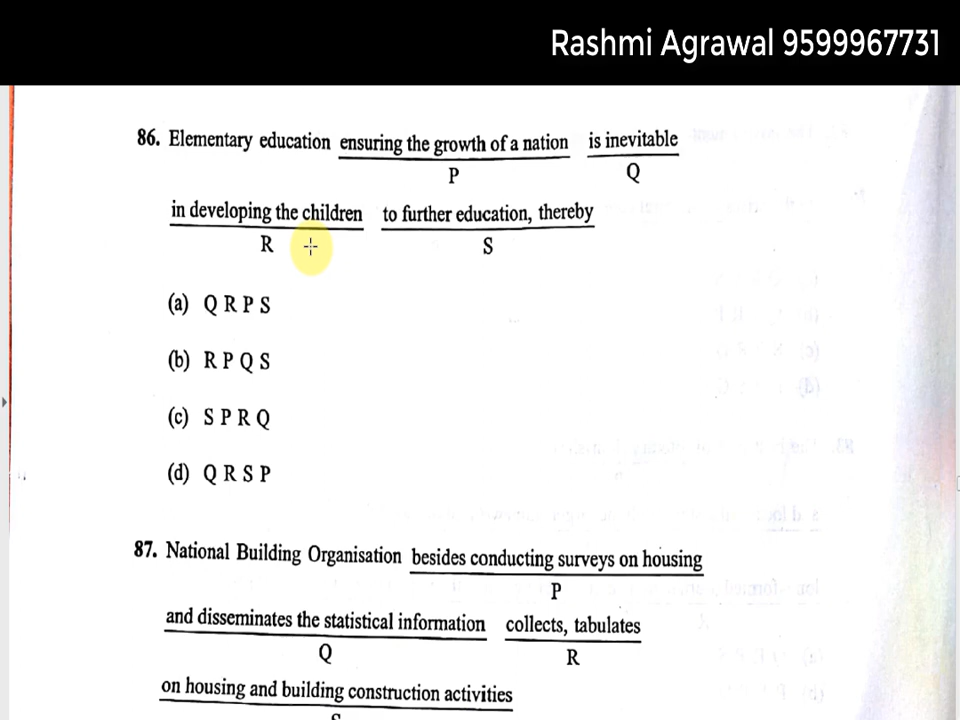 Rashmi Agrawal 9599967731
86. Elementary education ensuring the growth of a nation is inevitable
P Q
in developing the children to further education, thereby
R S
(a) Q R P S
(b) R P Q S
(c) S P R Q
(d) Q R S P
87. National Building Organisation besides conducting surveys on housing
P
and disseminates the statistical information collects, tabulates
Q R
on housing and building construction activities
S